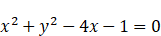 x² + y² − 4x − 1 = 0